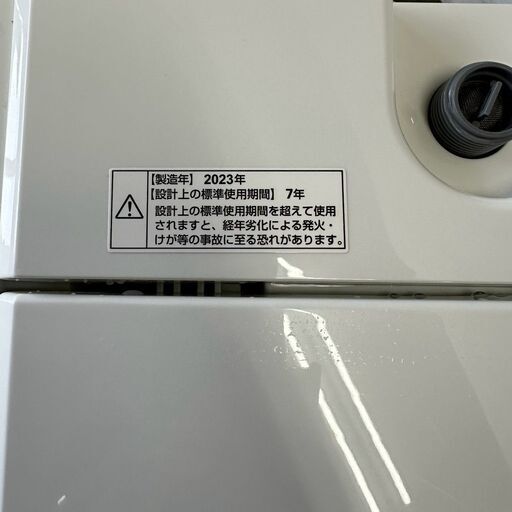 【製造年】 2023年
【設計上の標準使用期間】 7年
設計上の標準使用期間を超えて使用
されますと、経年劣化による発火・
けが等の事故に至る恐れがあります。